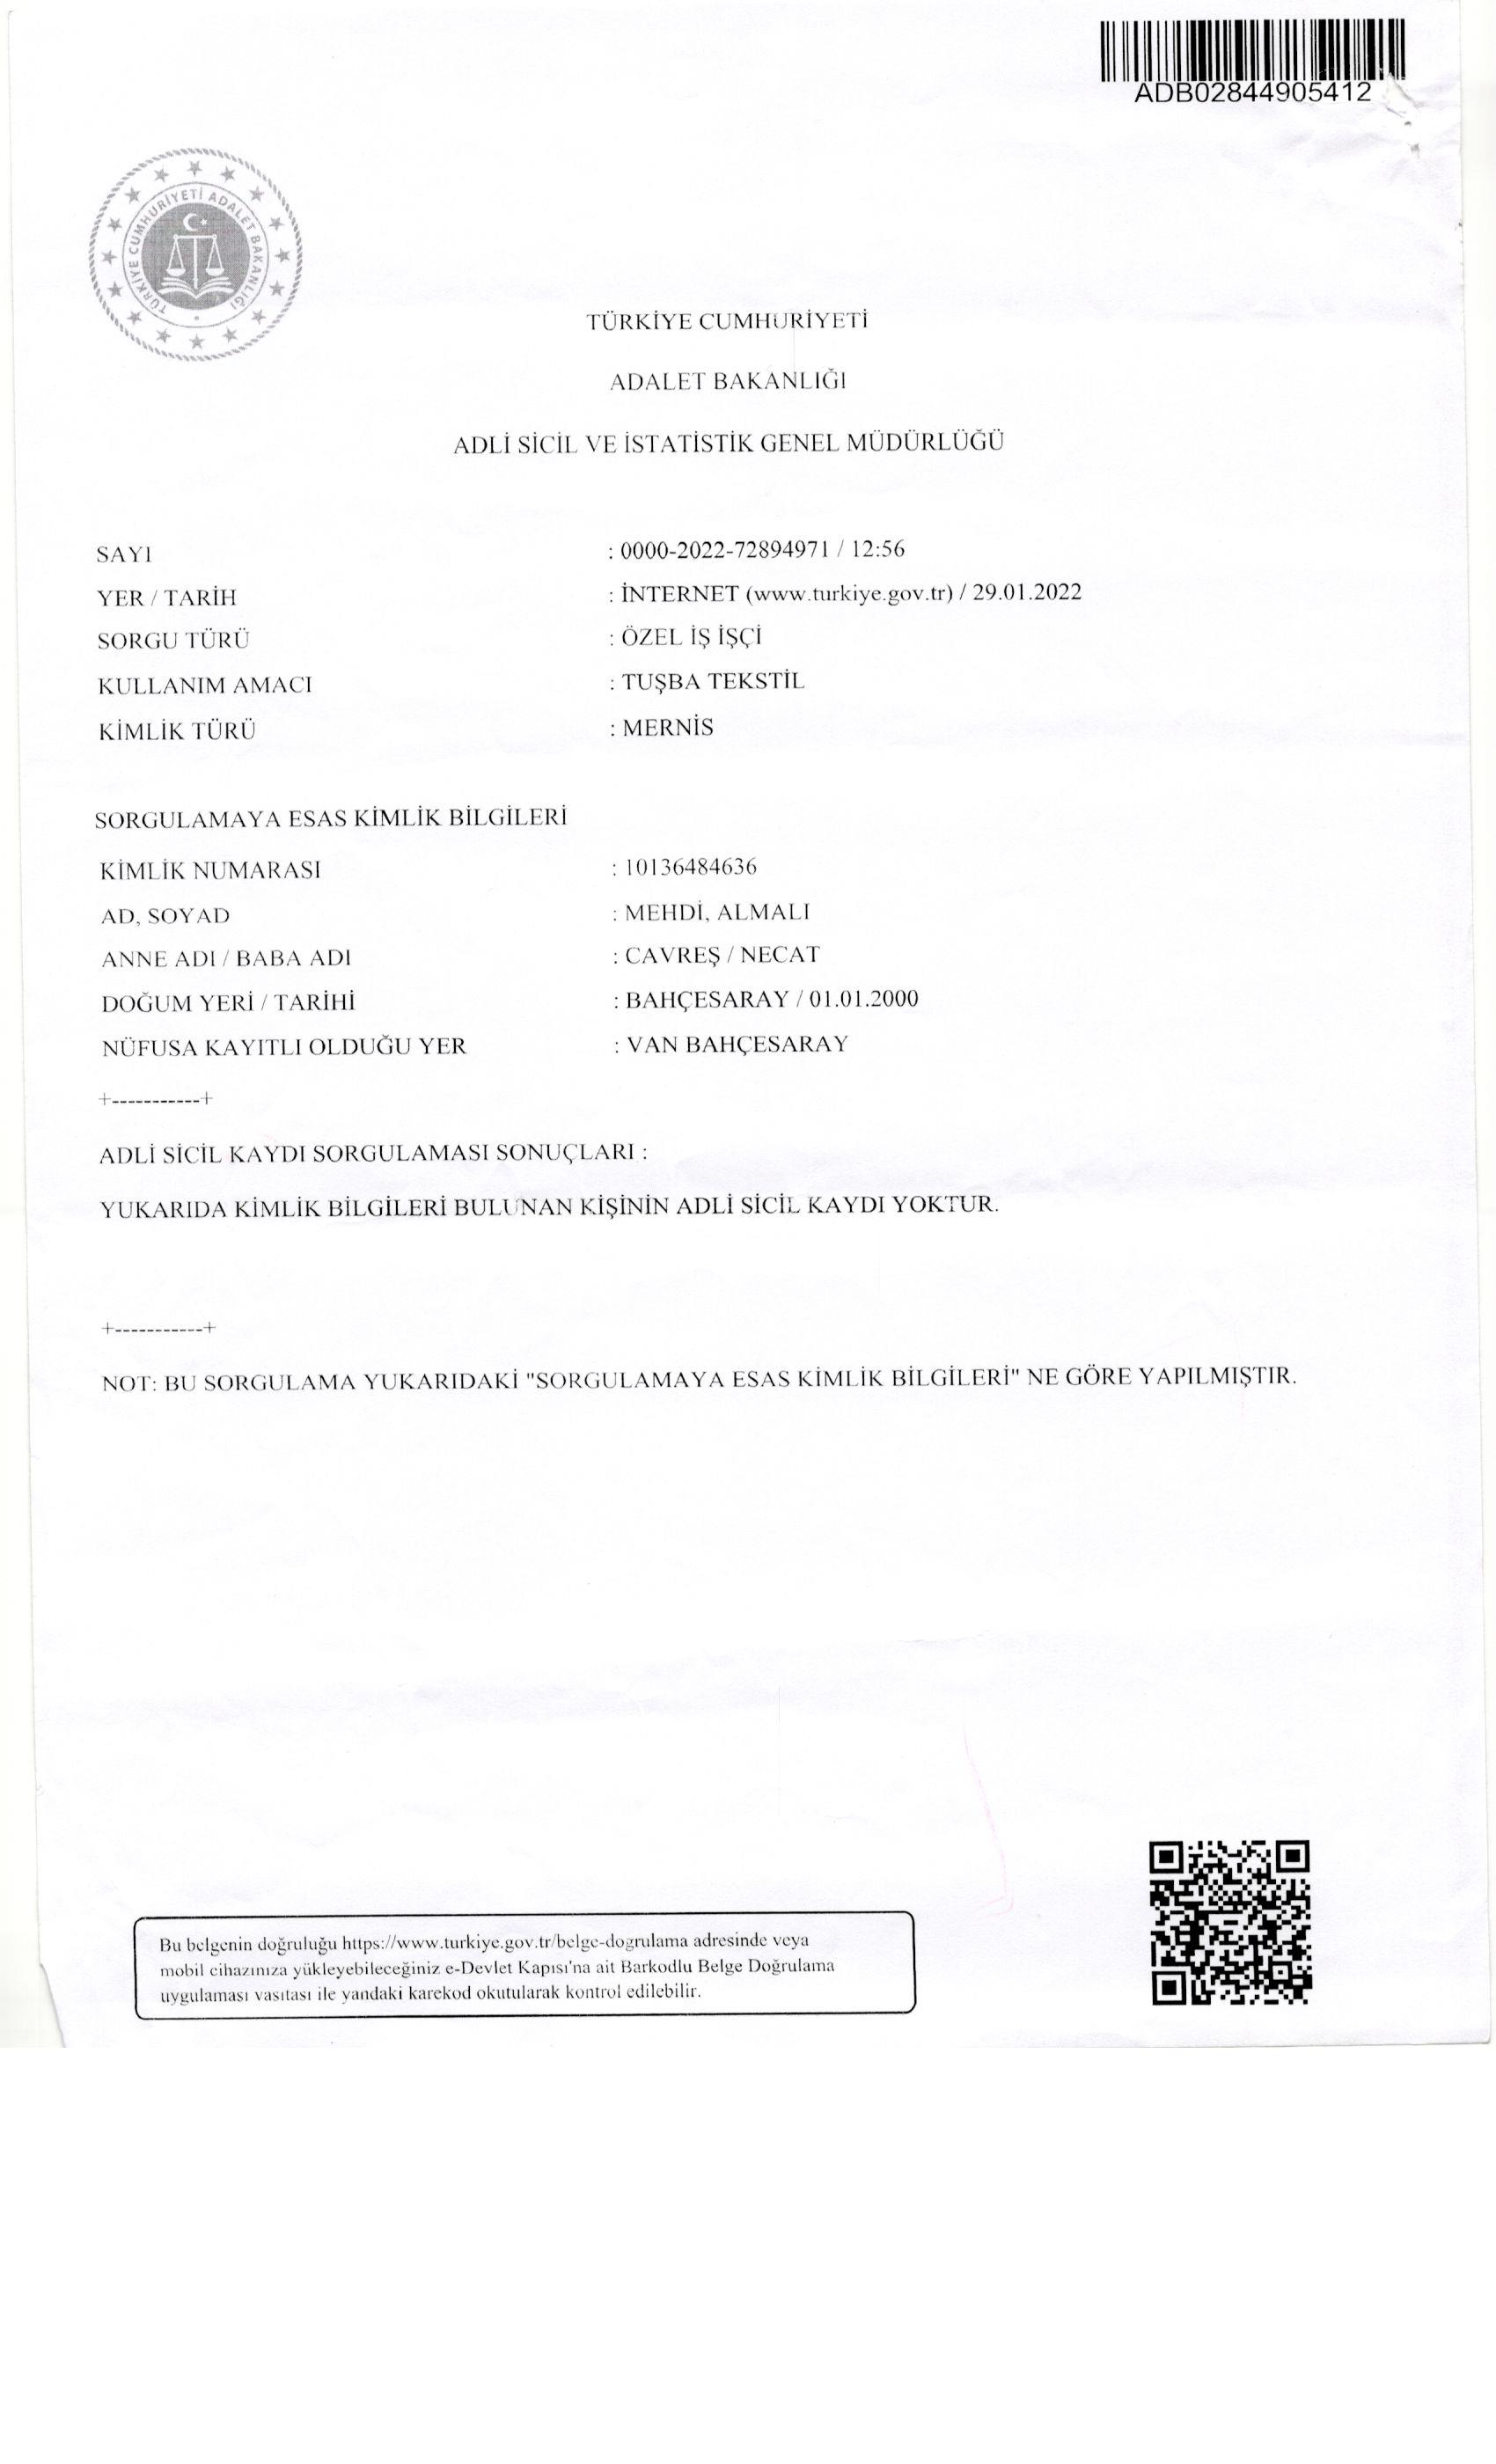 ADB02844905412
TÜRKİYE CUMHURİYETİ ADALET BAKANLIĞI
TÜRKİYE CUMHURİYETİ
ADALET BAKANLIĞI
ADLİ SİCİL VE İSTATİSTİK GENEL MÜDÜRLÜĞÜ
SAYI : 0000-2022-72894971 / 12:56
YER / TARİH : İNTERNET (www.turkiye.gov.tr) / 29.01.2022
SORGU TÜRÜ : ÖZEL İŞ İŞÇİ
KULLANIM AMACI : TUŞBA TEKSTİL
KİMLİK TÜRÜ : MERNİS
SORGULAMAYA ESAS KİMLİK BİLGİLERİ
KİMLİK NUMARASI : 10136484636
AD, SOYAD : MEHDİ, ALMALI
ANNE ADI / BABA ADI : CAVREŞ / NECAT
DOĞUM YERİ / TARİHİ : BAHÇESARAY / 01.01.2000
NÜFUSA KAYITLI OLDUĞU YER : VAN BAHÇESARAY
+-----------+
ADLİ SİCİL KAYDI SORGULAMASI SONUÇLARI :
YUKARIDA KİMLİK BİLGİLERİ BULUNAN KİŞİNİN ADLİ SİCİL KAYDI YOKTUR.
+-----------+
NOT: BU SORGULAMA YUKARIDAKİ "SORGULAMAYA ESAS KİMLİK BİLGİLERİ" NE GÖRE YAPILMIŞTIR.
Bu belgenin doğruluğu https://www.turkiye.gov.tr/belge-dogrulama adresinde veya
mobil cihazınıza yükleyebileceğiniz e-Devlet Kapısı'na ait Barkodlu Belge Doğrulama
uygulaması vasıtası ile yandaki karekod okutularak kontrol edilebilir.